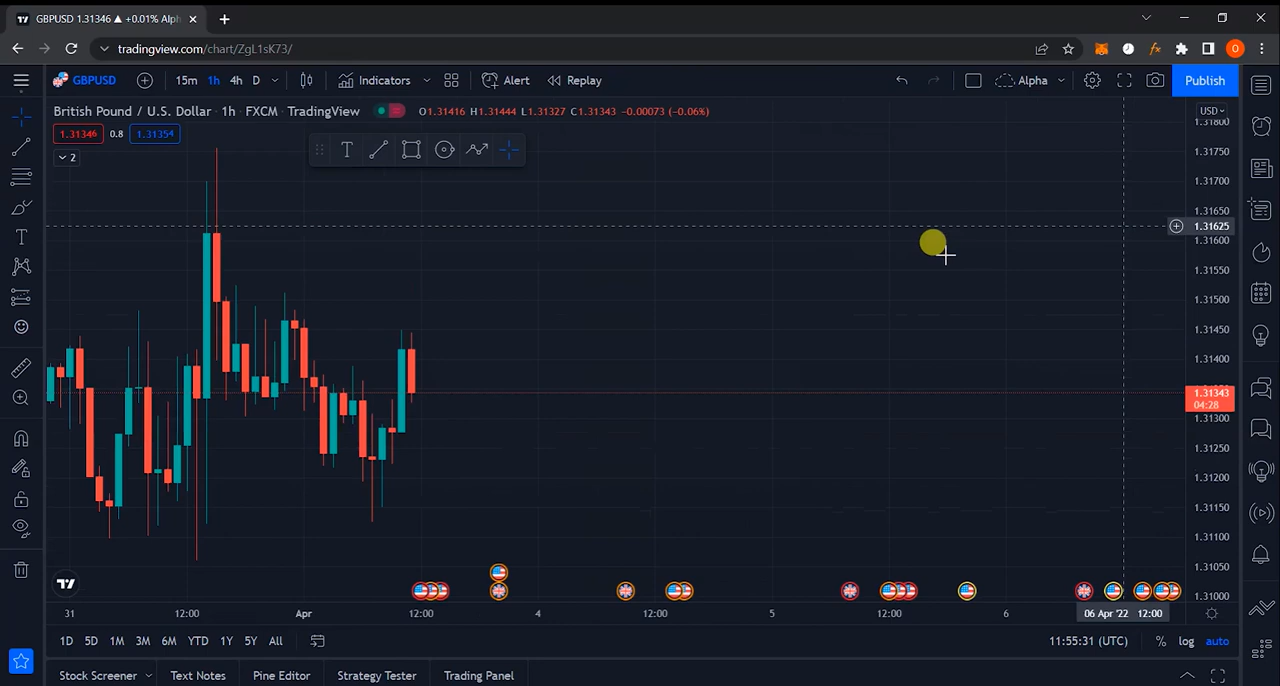 GBPUSD 1.31346 ▲ +0.01% Alph
tradingview.com/chart/ZgL1sK73/
O
GBPUSD 15m 1h 4h D Indicators Alert Replay Alpha Publish
British Pound / U.S. Dollar · 1h · FXCM · TradingView O1.31416 H1.31444 L1.31327 C1.31343 −0.00073 (−0.06%)
USD
1.31346 0.8 1.31354
2
1.31800
1.31750
1.31700
1.31650
1.31625
1.31600
1.31550
1.31500
1.31450
1.31400
1.31343
04:28
1.31300
1.31250
1.31200
1.31150
1.31100
1.31050
1.31000
31 12:00 Apr 12:00 4 12:00 5 12:00 6 06 Apr '22 12:00
1D 5D 1M 3M 6M YTD 1Y 5Y All 11:55:31 (UTC) % log auto
Stock Screener Text Notes Pine Editor Strategy Tester Trading Panel